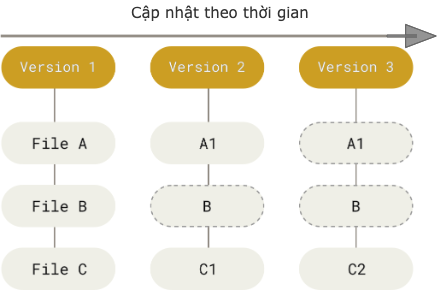 Cập nhật theo thời gian
Version 1 Version 2 Version 3
File A A1 A1
File B B B
File C C1 C2